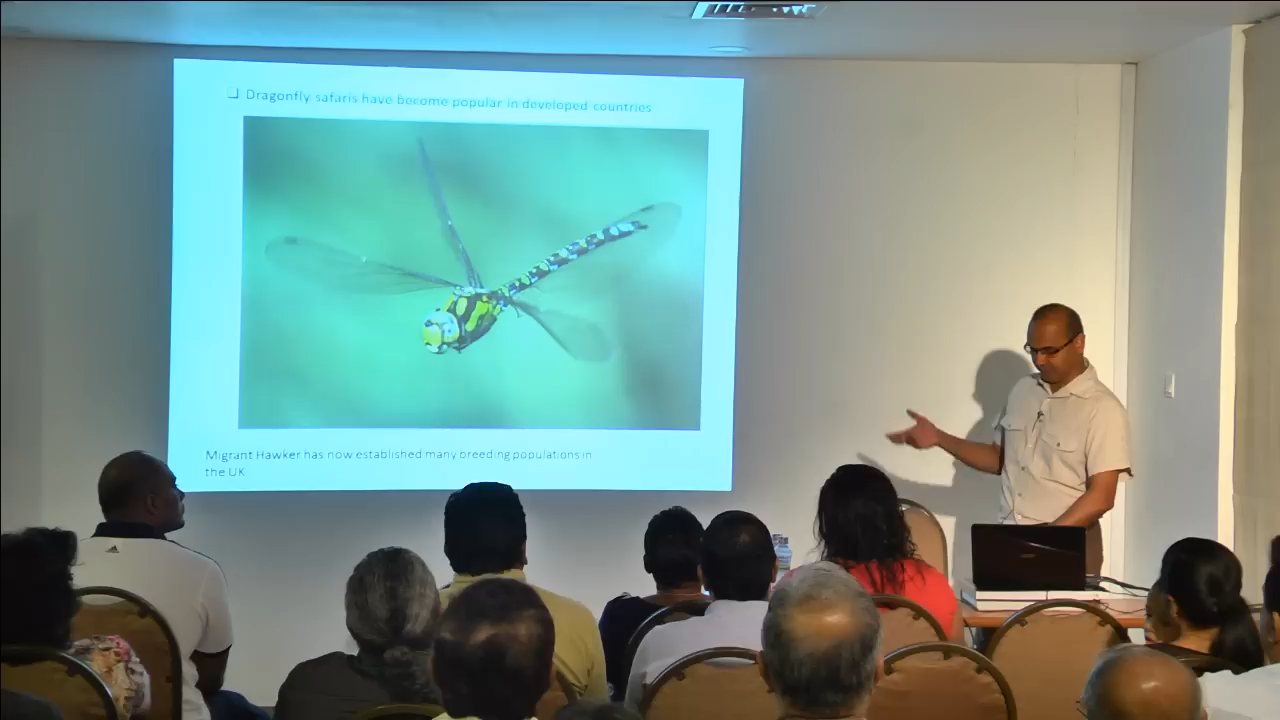 ❑ Dragonfly safaris have become popular in developed countries
Migrant Hawker has now established many breeding populations in
the UK